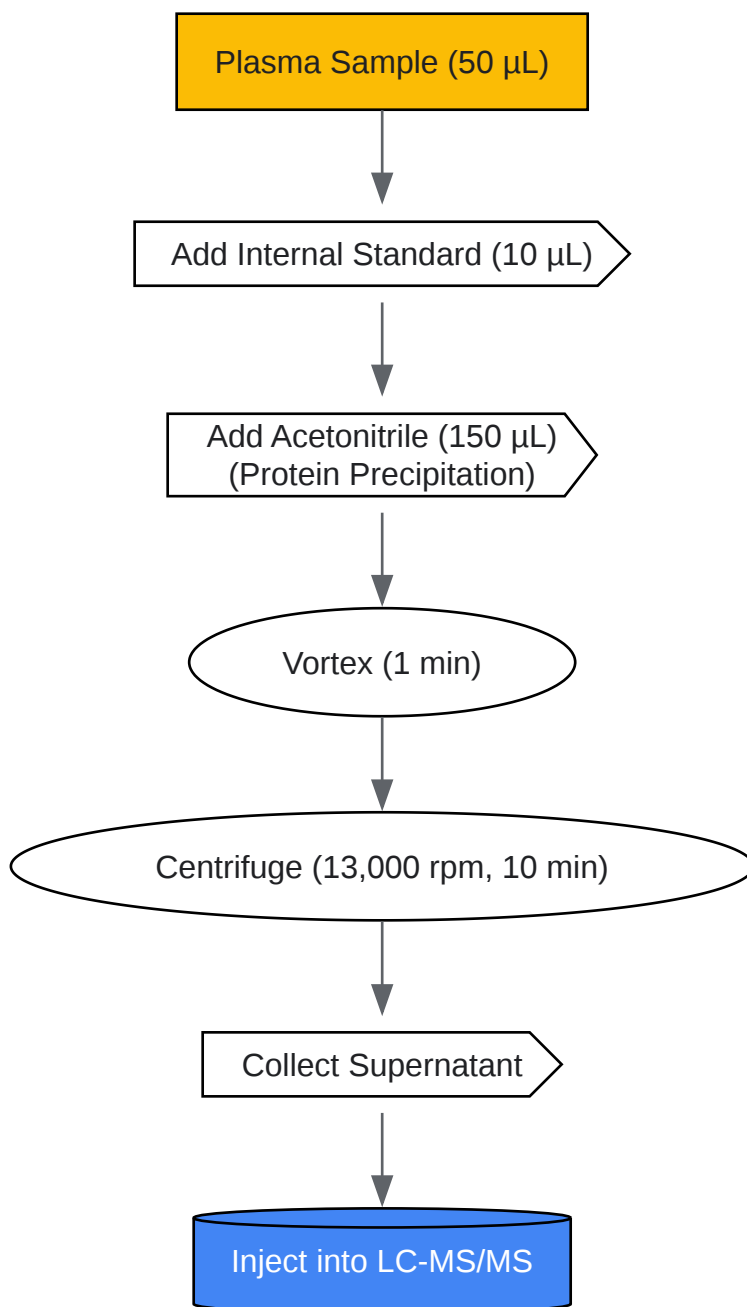 Plasma Sample (50 µL)
Add Internal Standard (10 µL)
Add Acetonitrile (150 µL)
(Protein Precipitation)
Vortex (1 min)
Centrifuge (13,000 rpm, 10 min)
Collect Supernatant
Inject into LC-MS/MS